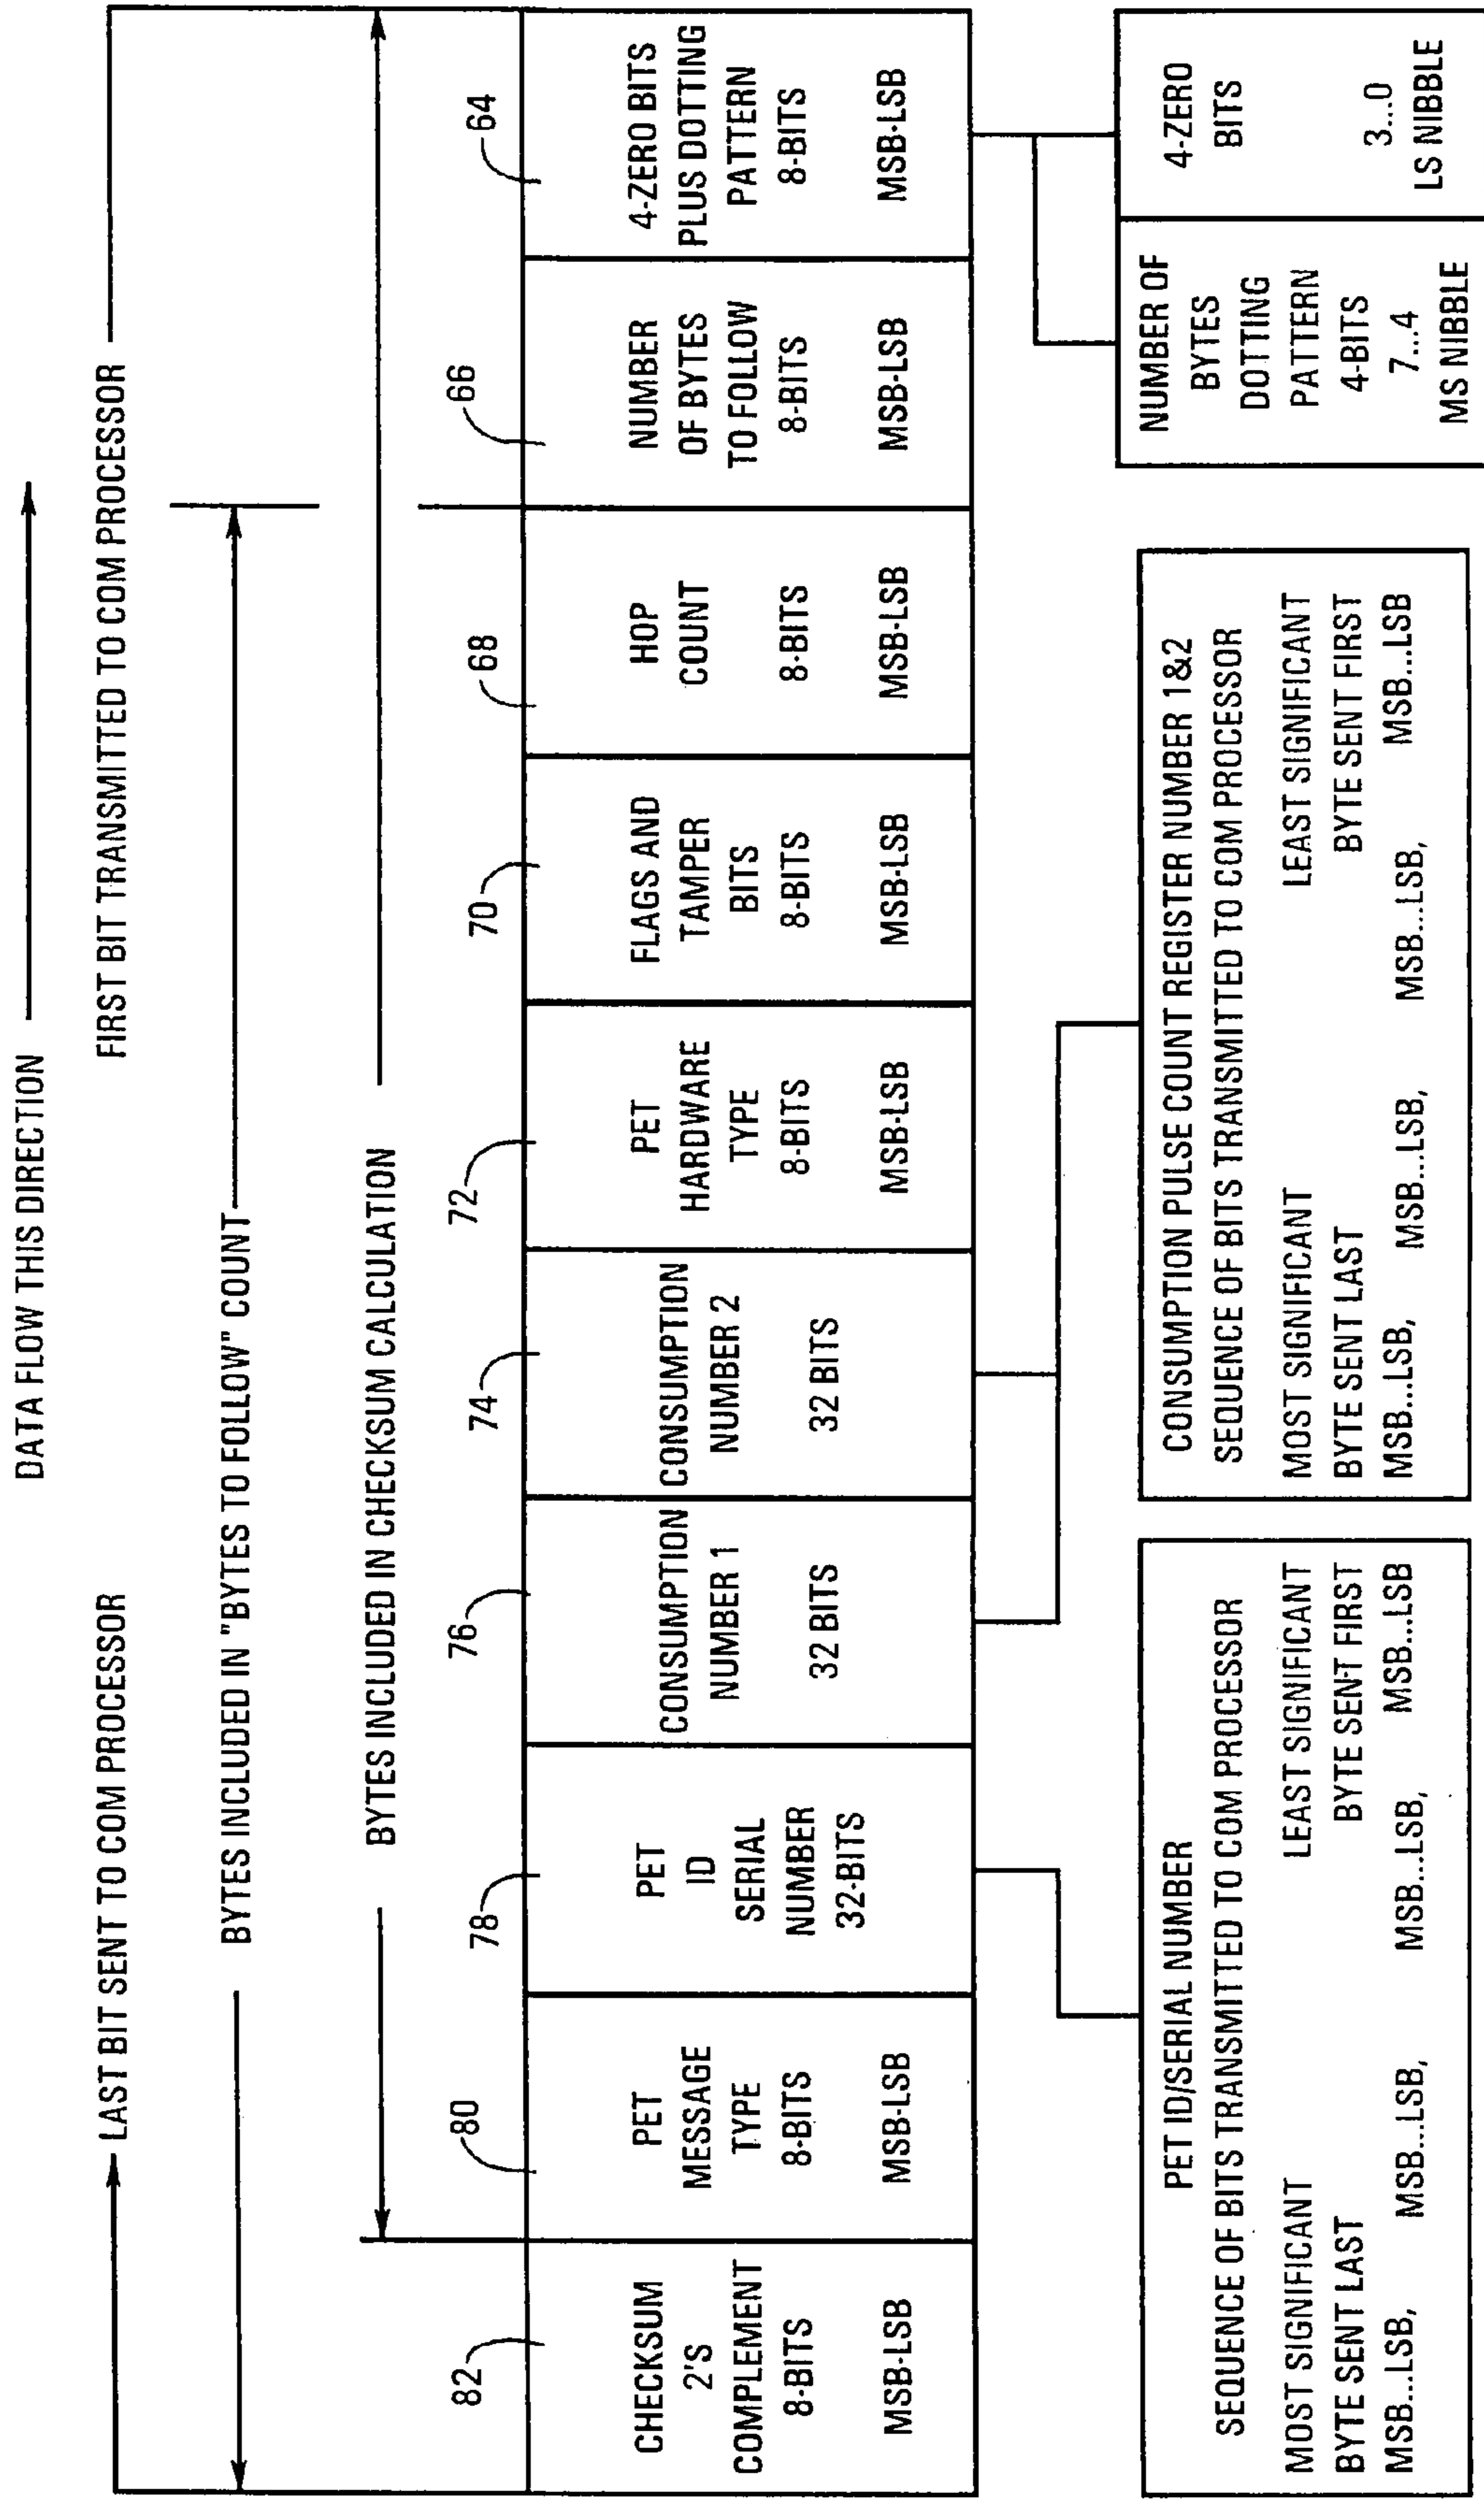 DATA FLOW THIS DIRECTION
LAST BIT SENT TO COM PROCESSOR
FIRST BIT TRANSMITTED TO COM PROCESSOR
BYTES INCLUDED IN "BYTES TO FOLLOW" COUNT
BYTES INCLUDED IN CHECKSUM CALCULATION
82
80
78
76
74
72
70
68
66
64
CHECKSUM
2'S
COMPLEMENT
8-BITS
MSB-LSB
PET
MESSAGE
TYPE
8-BITS
MSB-LSB
PET
ID
SERIAL
NUMBER
32-BITS
CONSUMPTION
NUMBER 1
32 BITS
CONSUMPTION
NUMBER 2
32 BITS
PET
HARDWARE
TYPE
8-BITS
MSB-LSB
FLAGS AND
TAMPER
BITS
8-BITS
MSB-LSB
HOP
COUNT
8-BITS
MSB-LSB
NUMBER
OF BYTES
TO FOLLOW
8-BITS
MSB-LSB
4-ZERO BITS
PLUS DOTTING
PATTERN
8-BITS
MSB-LSB
PET ID/SERIAL NUMBER
SEQUENCE OF BITS TRANSMITTED TO COM PROCESSOR
MOST SIGNIFICANT LEAST SIGNIFICANT
BYTE SENT LAST BYTE SENT FIRST
MSB...LSB, MSB...LSB, MSB...LSB, MSB...LSB
CONSUMPTION PULSE COUNT REGISTER NUMBER 1&2
SEQUENCE OF BITS TRANSMITTED TO COM PROCESSOR
MOST SIGNIFICANT LEAST SIGNIFICANT
BYTE SENT LAST BYTE SENT FIRST
MSB...LSB, MSB...LSB, MSB...LSB, MSB...LSB
NUMBER OF
BYTES
DOTTING
PATTERN
4-BITS
7...4
MS NIBBLE
4-ZERO
BITS
3...0
LS NIBBLE